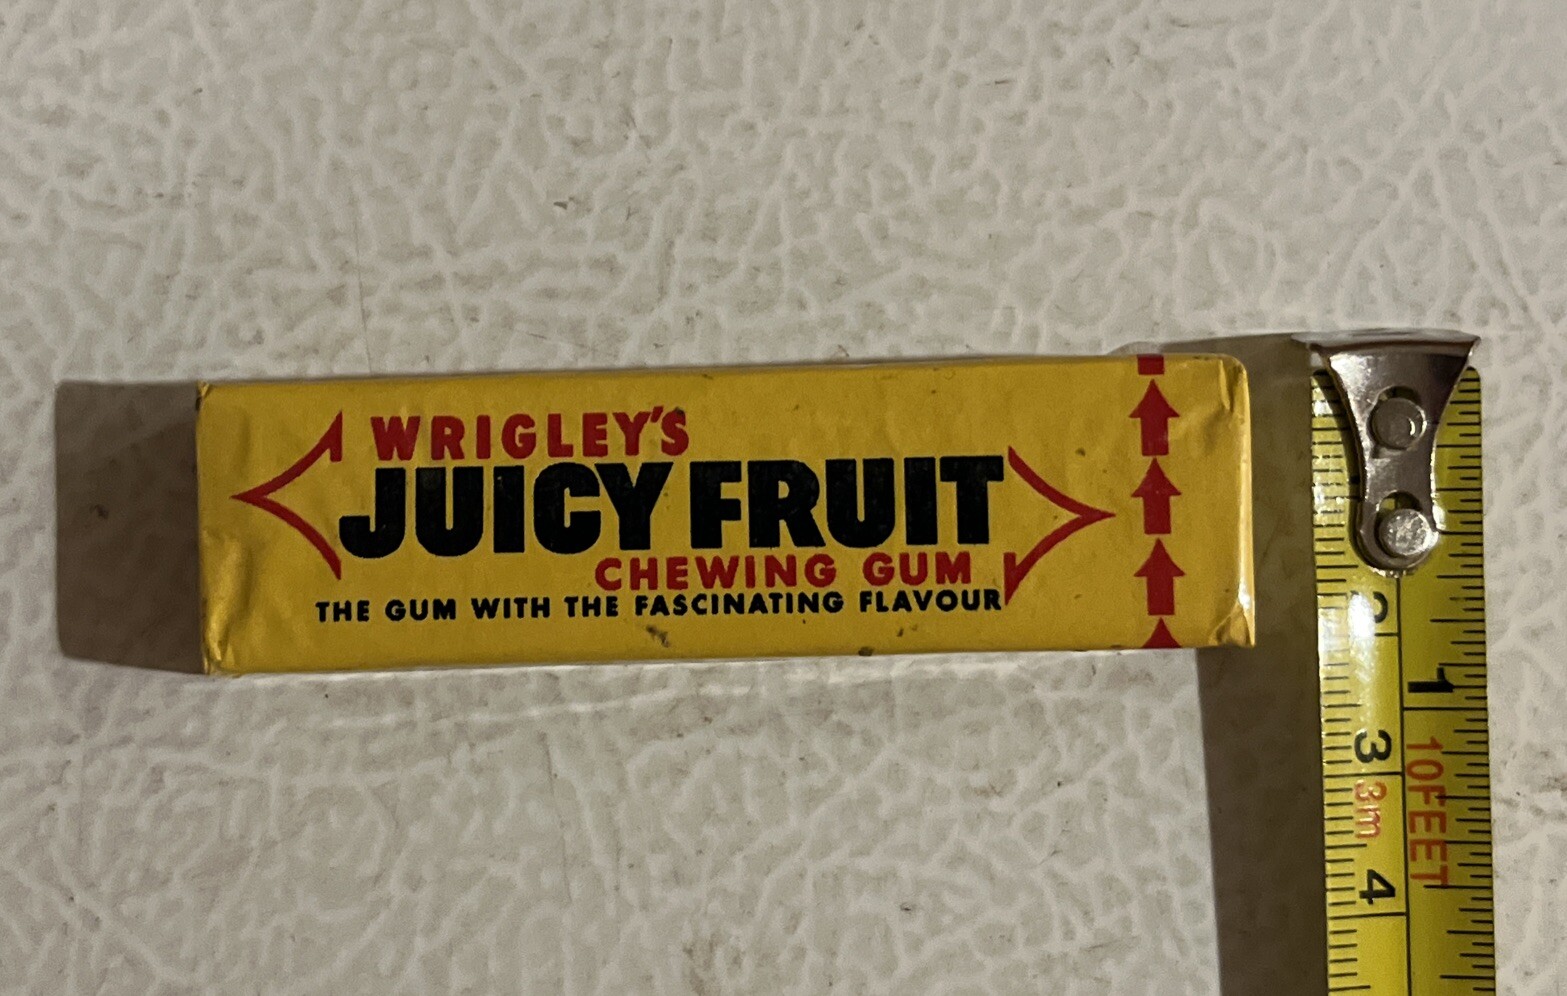 WRIGLEY'S
JUICY FRUIT
CHEWING GUM
THE GUM WITH THE FASCINATING FLAVOUR
2
1
3
3m
10FEET
4